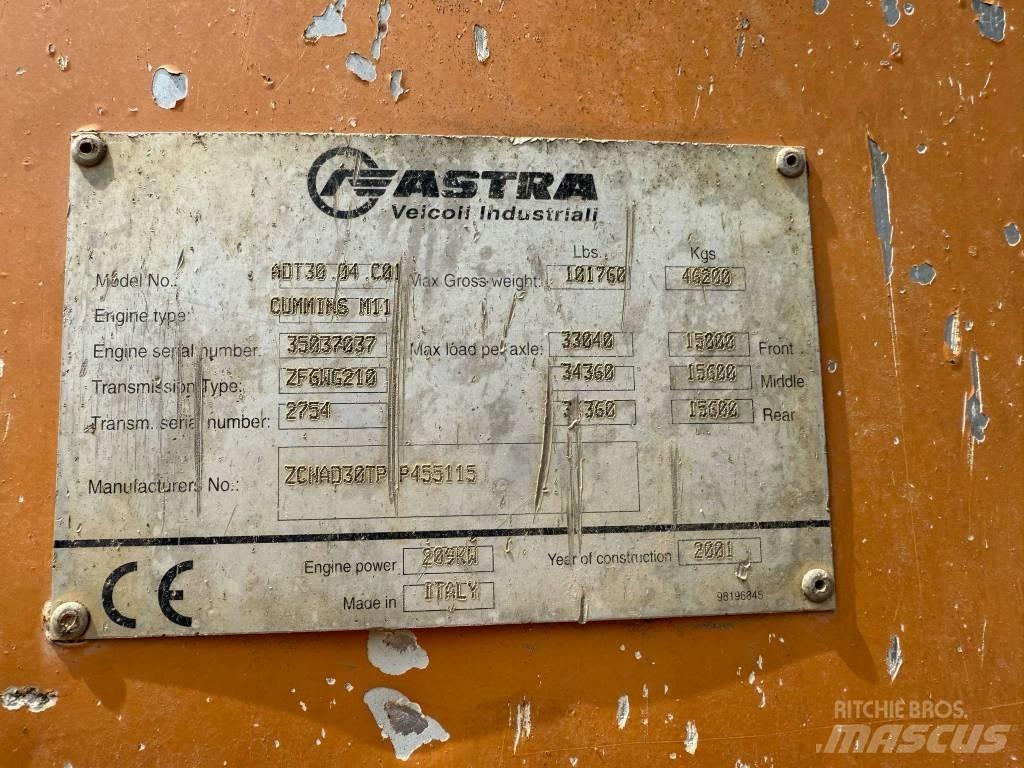 ASTRA
Veicoli Industriali
Lbs. Kgs
Model No.: ADT30.04.C01 Max Gross weight: 101760 46200
Engine type: CUMMINS M11
Engine serial number: 35037037 Max load per axle: 33040 15000 Front
Transmission Type: ZF6WG210 34360 15600 Middle
Transm. serial number: 2754 34360 15600 Rear
Manufacturers No.: ZCNAD30TP P455115
Engine power 209KW Year of construction 2001
CE Made in ITALY 98196845
RITCHIE BROS.
MASCUS